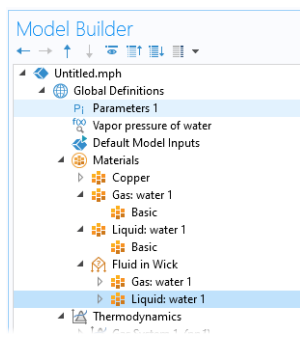 Model Builder
Untitled.mph
Global Definitions
Pi Parameters 1
f(x) Vapor pressure of water
Default Model Inputs
Materials
Copper
Gas: water 1
Basic
Liquid: water 1
Basic
Fluid in Wick
Gas: water 1
Liquid: water 1
Thermodynamics